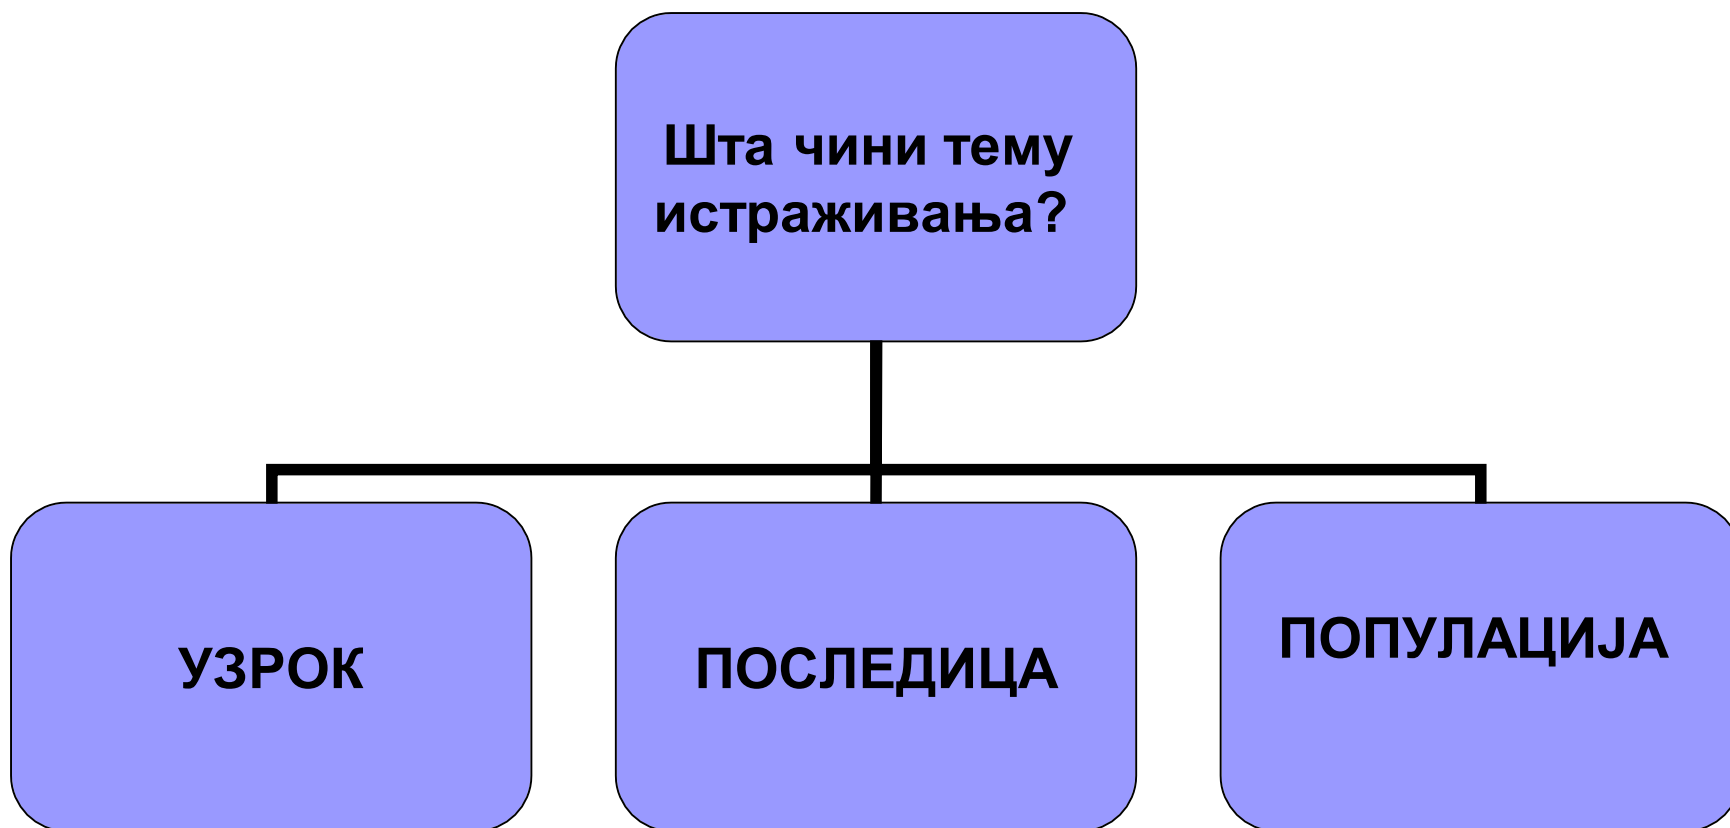 Шта чини тему
истраживања?
УЗРОК
ПОСЛЕДИЦА
ПОПУЛАЦИЈА